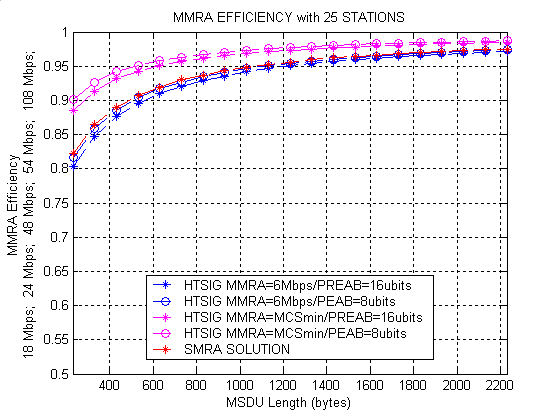 MMRA EFFICIENCY with 25 STATIONS
1
0.95
0.9
0.85
0.8
0.75
0.7
0.65
0.6
0.55
0.5
MMRA Efficiency
18 Mbps; 24 Mbps; 48 Mbps; 54 Mbps; 108 Mbps;
HTSIG MMRA=6Mbps/PREAB=16ubits
HTSIG MMRA=6Mbps/PEAB=8ubits
HTSIG MMRA=MCSmin/PREAB=16ubits
HTSIG MMRA=MCSmin/PEAB=8ubits
SMRA SOLUTION
400 600 800 1000 1200 1400 1600 1800 2000 2200
MSDU Length (bytes)